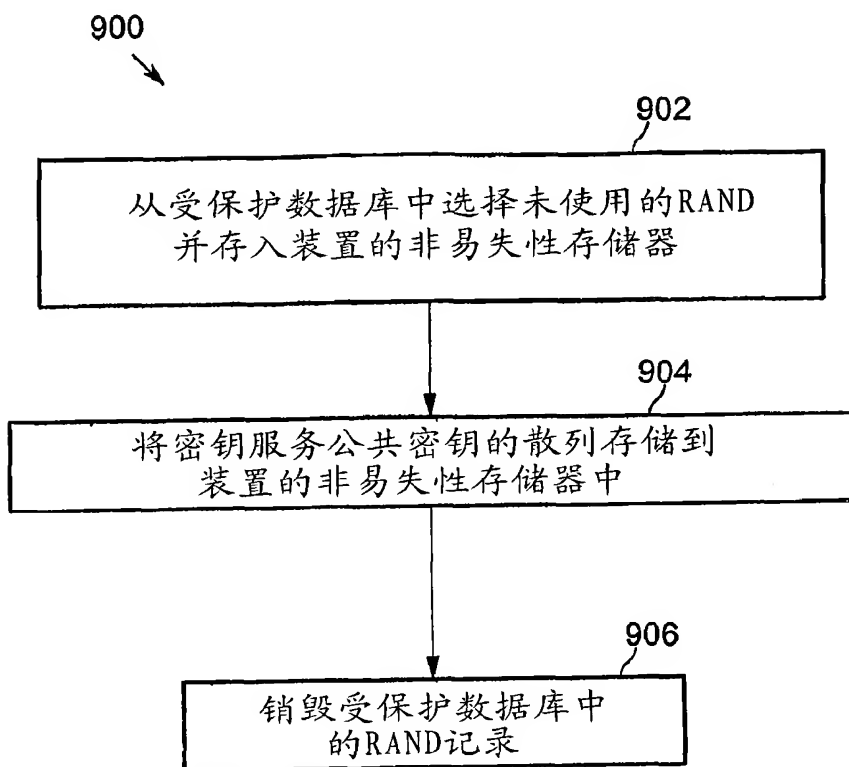 900
902
从受保护数据库中选择未使用的RAND
并存入装置的非易失性存储器
904
将密钥服务公共密钥的散列存储到
装置的非易失性存储器中
906
销毁受保护数据库中
的RAND记录